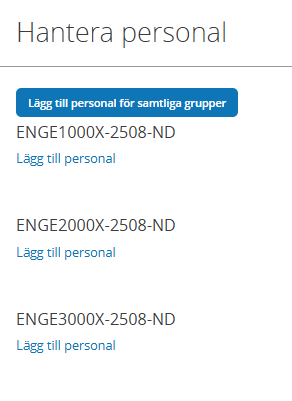 Hantera personal
Lägg till personal för samtliga grupper
ENGE1000X-2508-ND
Lägg till personal
ENGE2000X-2508-ND
Lägg till personal
ENGE3000X-2508-ND
Lägg till personal